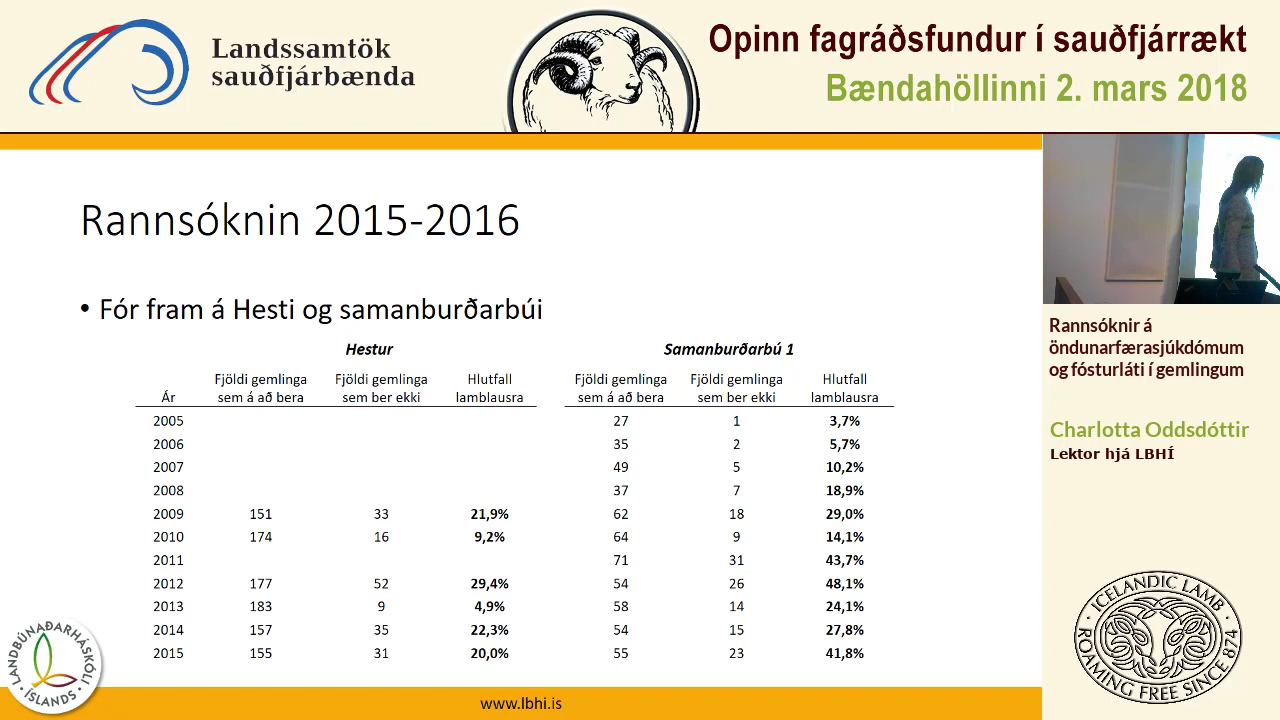 Landssamtök
sauðfjárbænda
Opinn fagráðsfundur í sauðfjárrækt
Bændahöllinni 2. mars 2018
Rannsóknin 2015-2016
• Fór fram á Hesti og samanburðarbúi
Hestur Samanburðarbú 1
Fjöldi gemlinga Fjöldi gemlinga Hlutfall Fjöldi gemlinga Fjöldi gemlinga Hlutfall
Ár sem á að bera sem ber ekki lamblausra sem á að bera sem ber ekki lamblausra
2005 27 1 3,7%
2006 35 2 5,7%
2007 49 5 10,2%
2008 37 7 18,9%
2009 151 33 21,9% 62 18 29,0%
2010 174 16 9,2% 64 9 14,1%
2011 71 31 43,7%
2012 177 52 29,4% 54 26 48,1%
2013 183 9 4,9% 58 14 24,1%
2014 157 35 22,3% 54 15 27,8%
2015 155 31 20,0% 55 23 41,8%
LANDBÚNAÐARHÁSKÓLI
ÍSLANDS
www.lbhi.is
Rannsóknir á
öndunarfærasjúkdómum
og fósturláti í gemlingum
Charlotta Oddsdóttir
Lektor hjá LBHÍ
ICELANDIC LAMB
ROAMING FREE SINCE 874